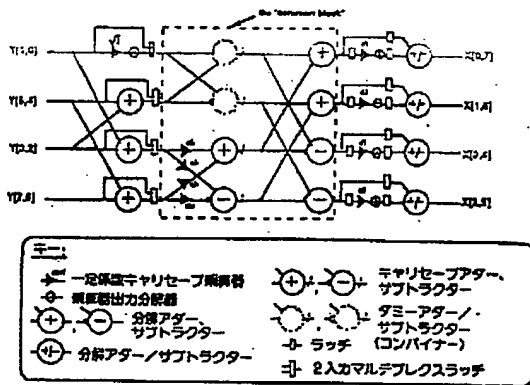 the "common block"
Y[1,0]
X[0,7]
Y[5,4]
X[1,6]
Y[3,2]
Y[7,6]
キー:
一定係数キャリセーブ乗算器
乗算器出力分解器
分解アダー、
サブトラクター
分解アダー/サブトラクター
キャリセーブアダー、
サブトラクター
ダミーアダー/
サブトラクター
ラッチ (コンバイナー)
2入力マルチプレクスラッチ